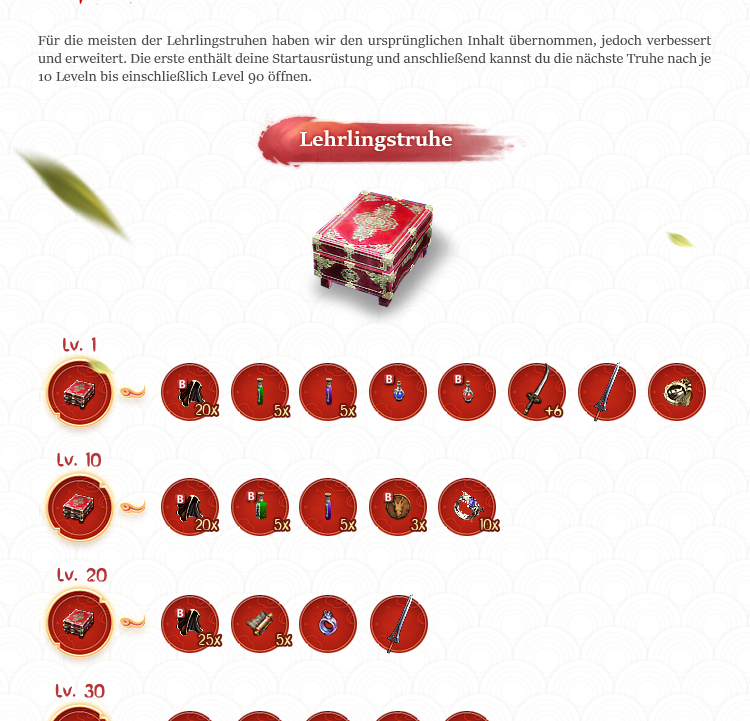 Für die meisten der Lehrlingstruhen haben wir den ursprünglichen Inhalt übernommen, jedoch verbessert
und erweitert. Die erste enthält deine Startausrüstung und anschließend kannst du die nächste Truhe nach je
10 Leveln bis einschließlich Level 90 öffnen.
Lehrlingstruhe
Lv. 1
B 20x 5x 5x B B +6
Lv. 10
B 20x B 5x 5x B 3x 10x
Lv. 20
B 25x 5x
Lv. 30